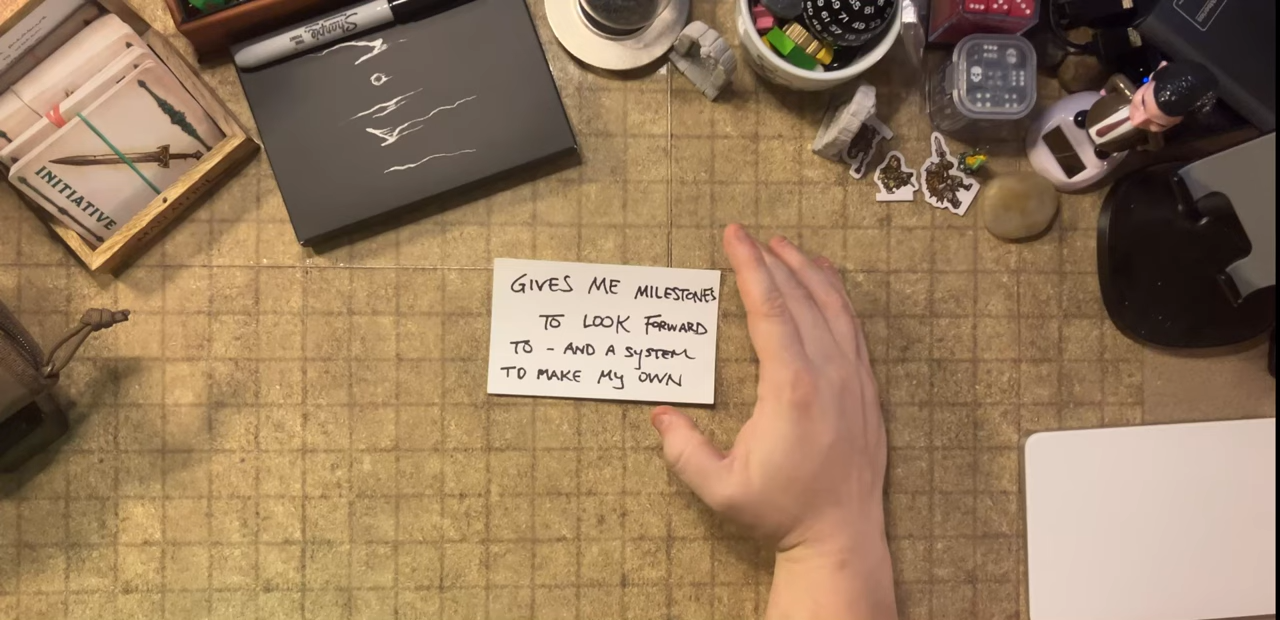 Sharpie
INITIATIVE
GIVES ME MILESTONES
TO LOOK FORWARD
TO - AND A SYSTEM
TO MAKE MY OWN